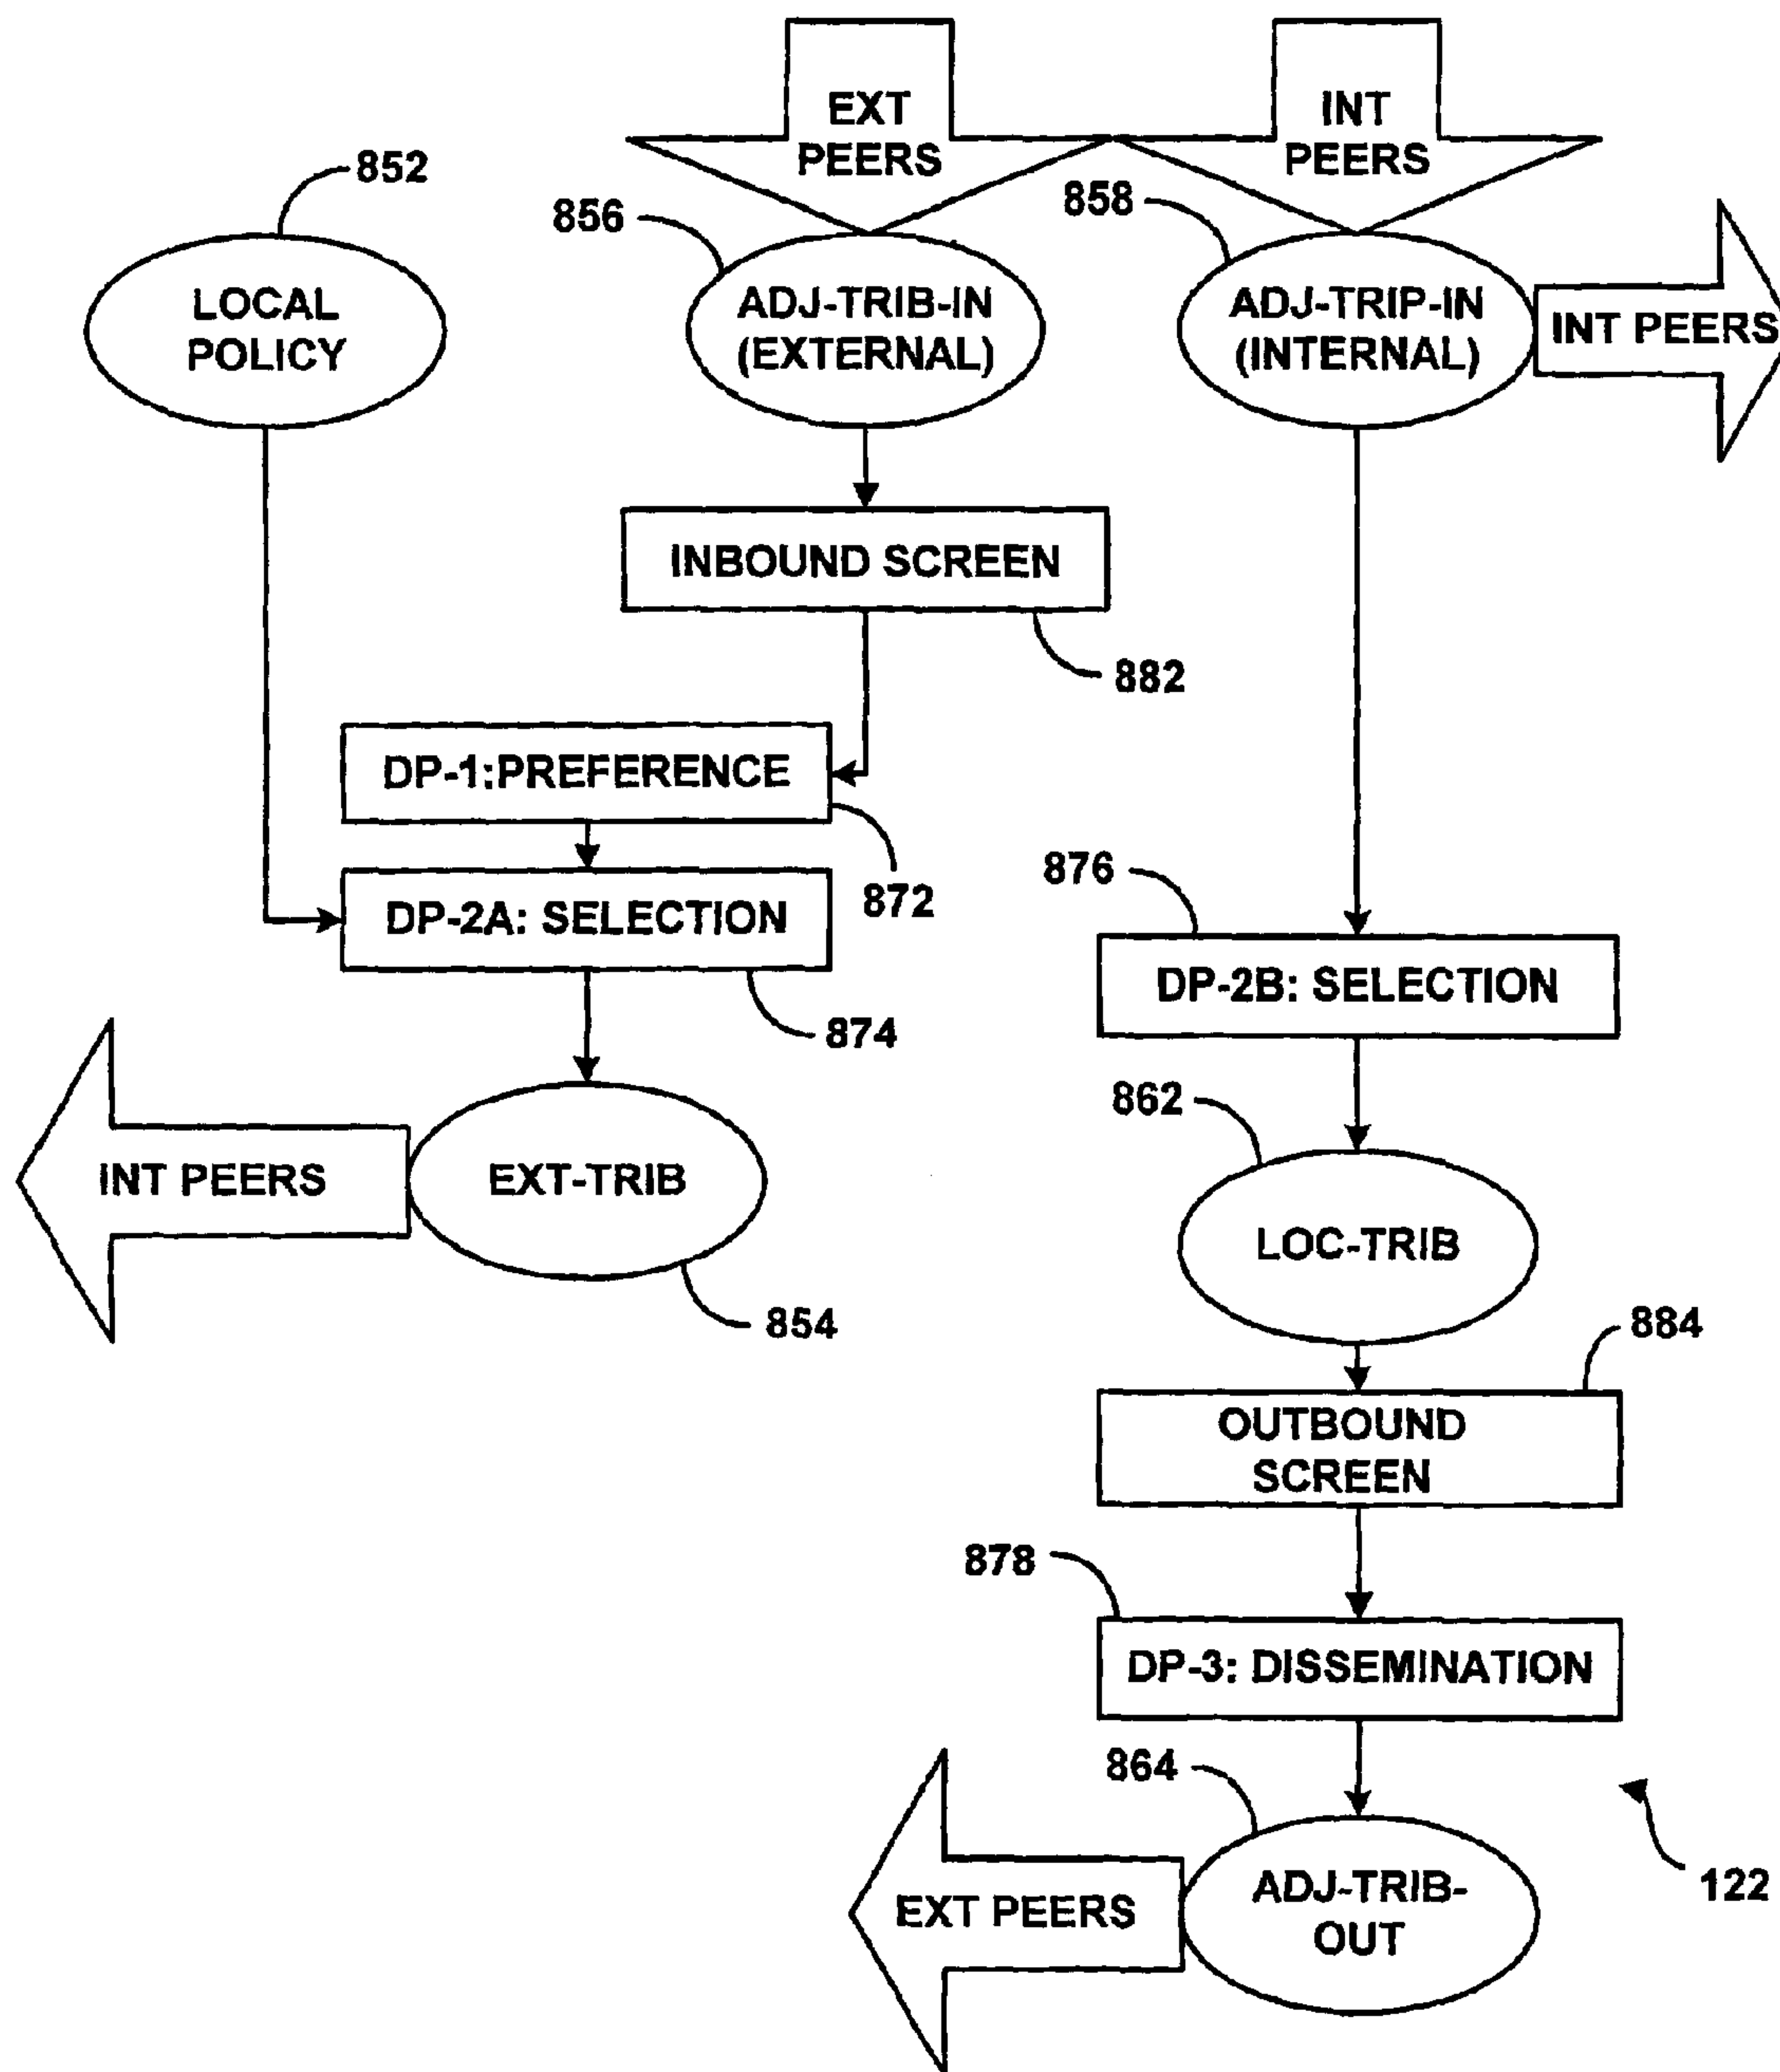 EXT
PEERS
INT
PEERS
852
856
858
LOCAL
POLICY
ADJ-TRIB-IN
(EXTERNAL)
ADJ-TRIP-IN
(INTERNAL)
INT PEERS
INBOUND SCREEN
882
DP-1:PREFERENCE
872
876
DP-2A: SELECTION
874
DP-2B: SELECTION
862
INT PEERS
EXT-TRIB
854
LOC-TRIB
884
OUTBOUND
SCREEN
878
DP-3: DISSEMINATION
864
122
EXT PEERS
ADJ-TRIB-
OUT